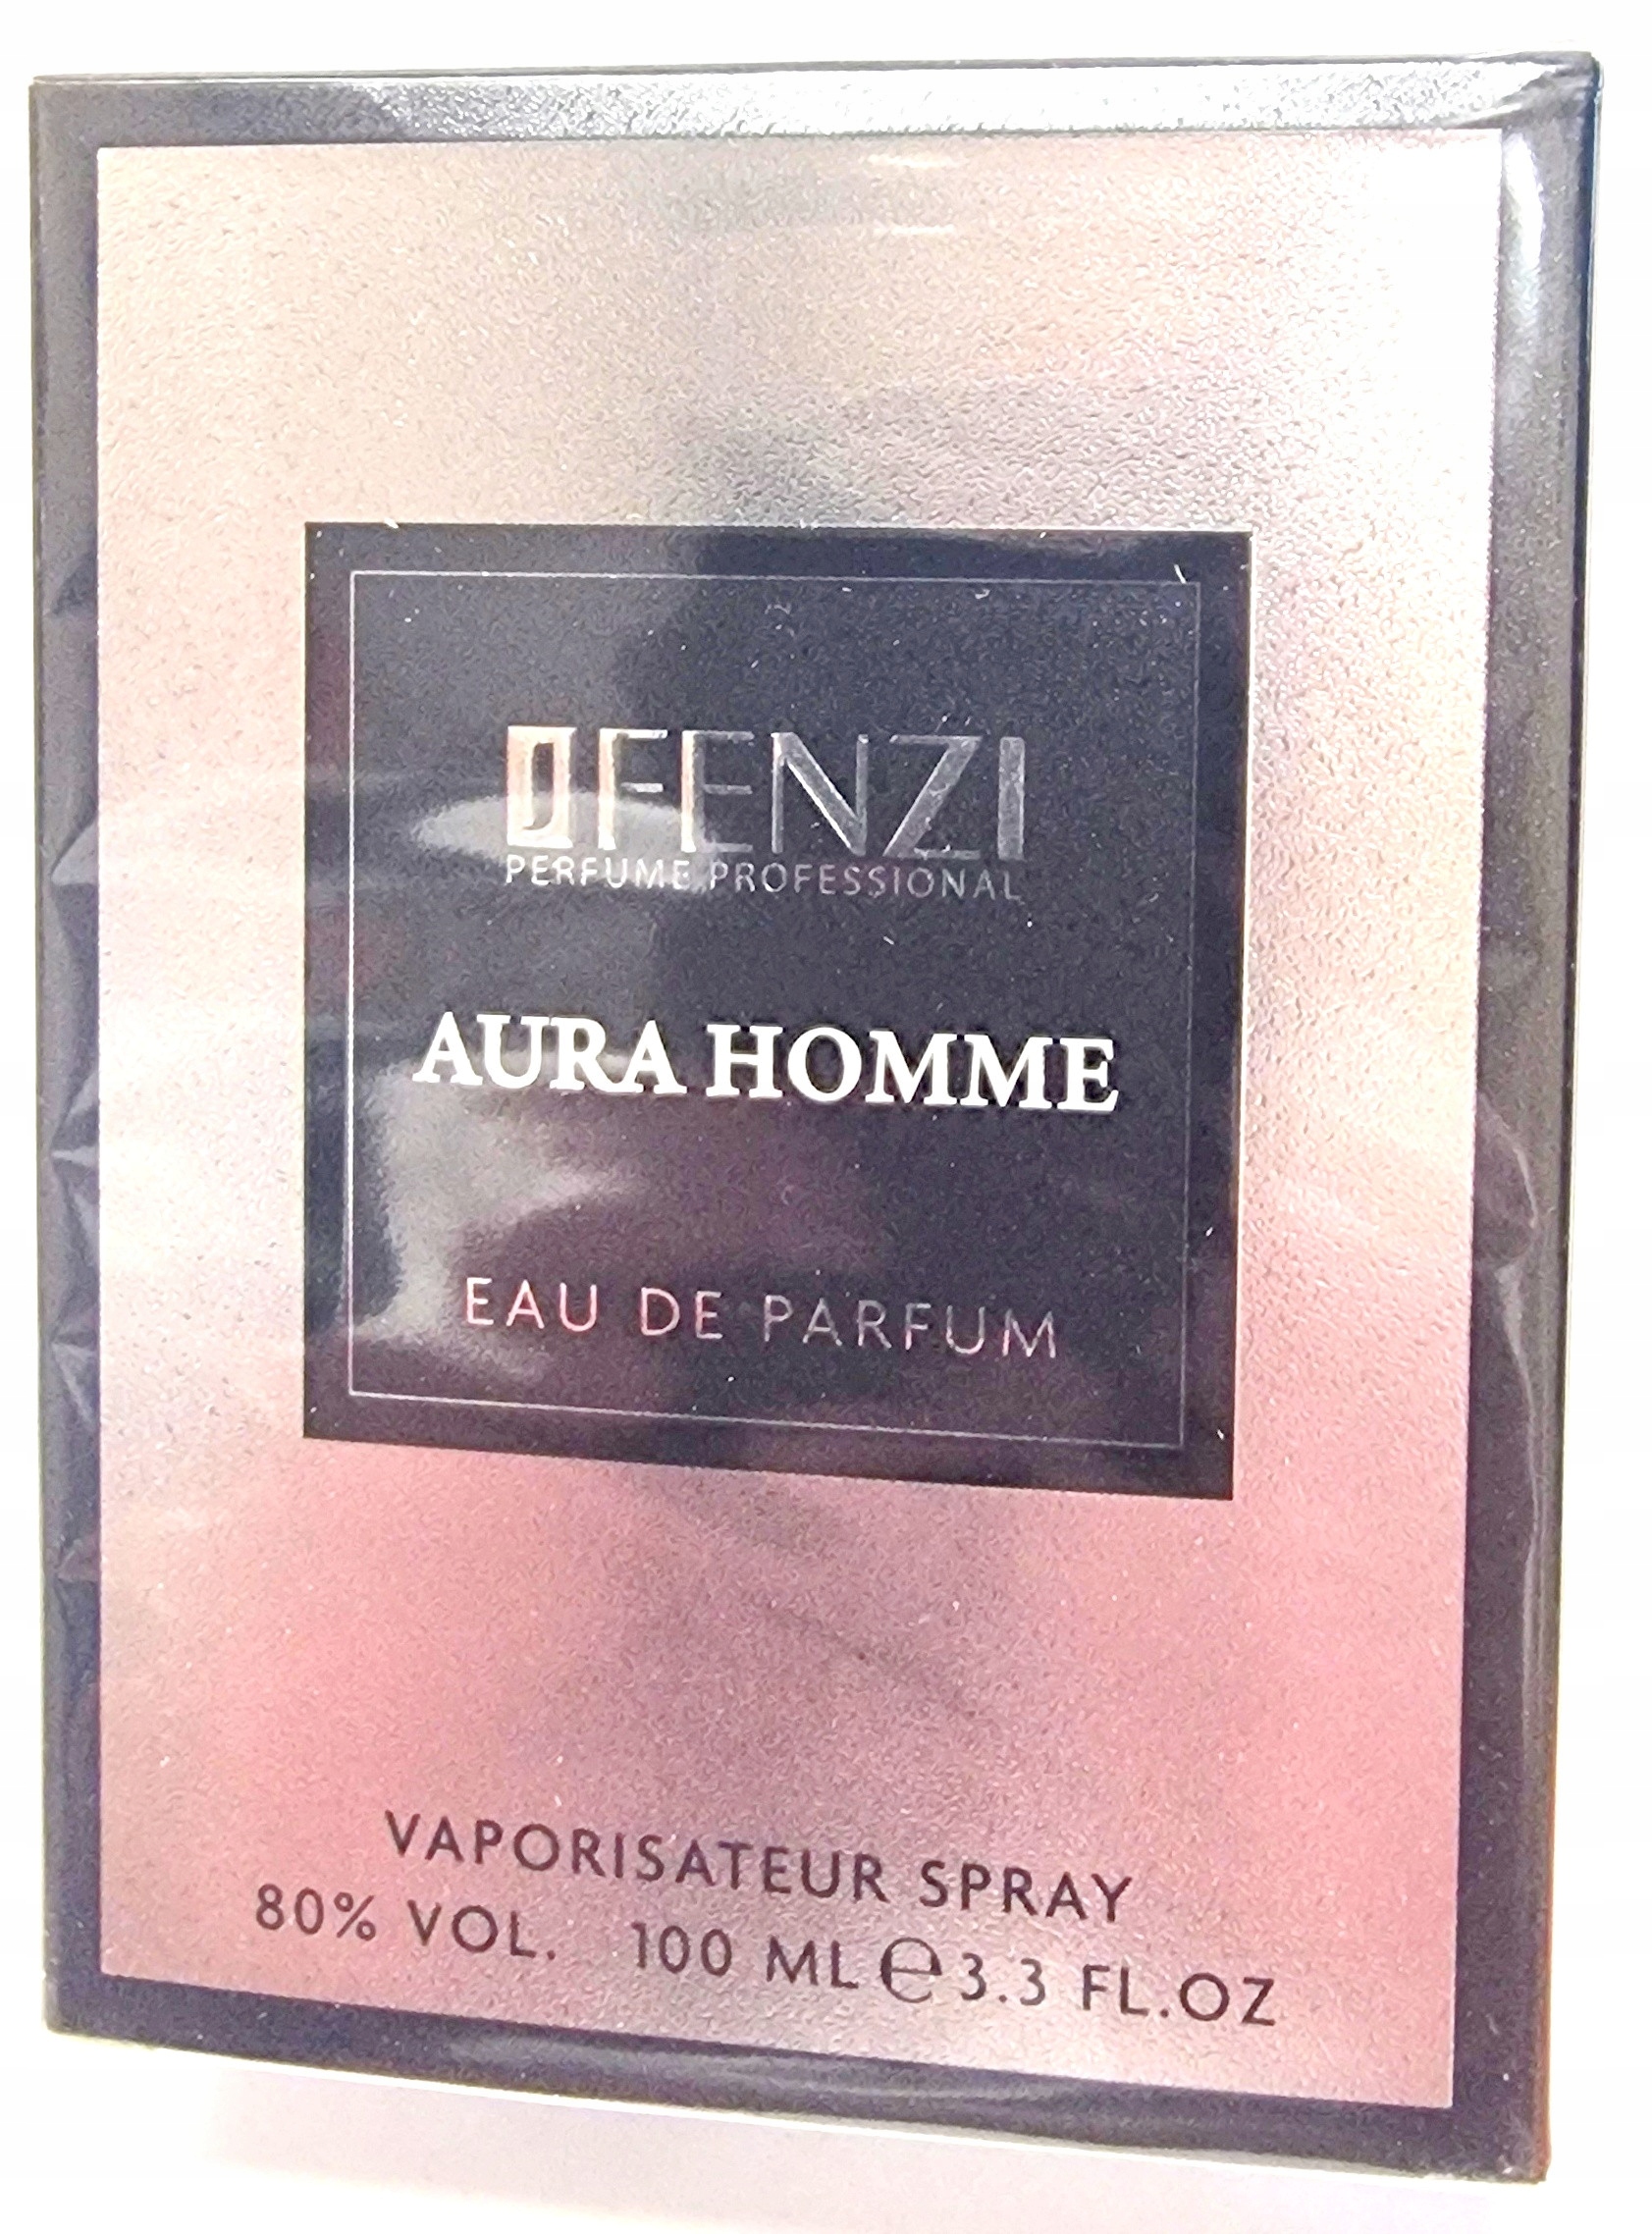 JFENZI
PERFUME PROFESSIONAL
AURA HOMME
EAU DE PARFUM
VAPORISATEUR SPRAY
80% VOL. 100 ML ℮ 3.3 FL.OZ